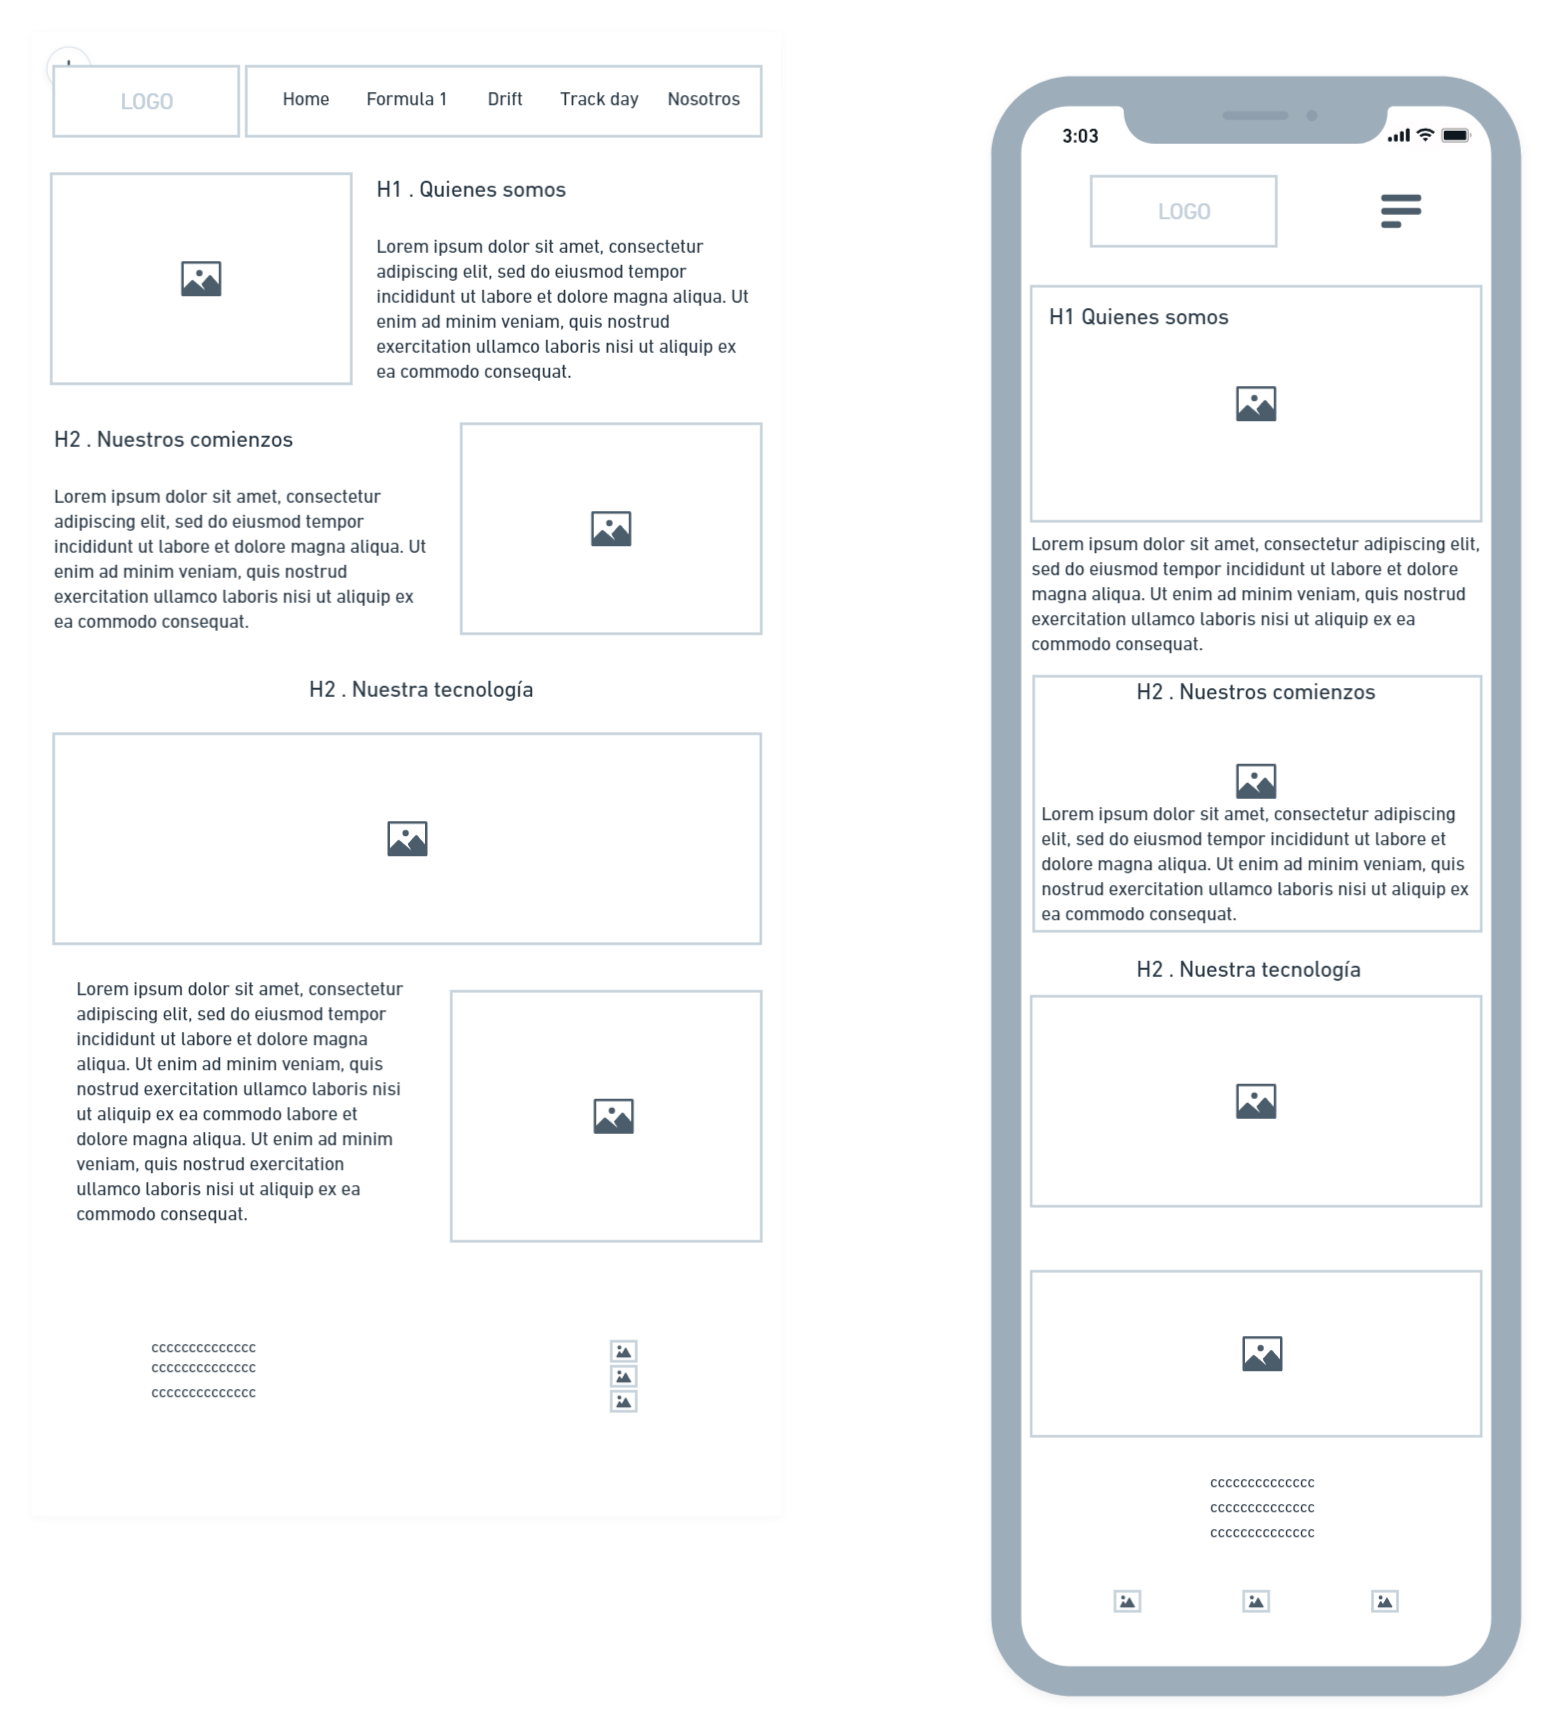 LOGO
Home Formula 1 Drift Track day Nosotros
H1 . Quienes somos
Lorem ipsum dolor sit amet, consectetur
adipiscing elit, sed do eiusmod tempor
incididunt ut labore et dolore magna aliqua. Ut
enim ad minim veniam, quis nostrud
exercitation ullamco laboris nisi ut aliquip ex
ea commodo consequat.
H2 . Nuestros comienzos
Lorem ipsum dolor sit amet, consectetur
adipiscing elit, sed do eiusmod tempor
incididunt ut labore et dolore magna aliqua. Ut
enim ad minim veniam, quis nostrud
exercitation ullamco laboris nisi ut aliquip ex
ea commodo consequat.
H2 . Nuestra tecnología
Lorem ipsum dolor sit amet, consectetur
adipiscing elit, sed do eiusmod tempor
incididunt ut labore et dolore magna
aliqua. Ut enim ad minim veniam, quis
nostrud exercitation ullamco laboris nisi
ut aliquip ex ea commodo labore et
dolore magna aliqua. Ut enim ad minim
veniam, quis nostrud exercitation
ullamco laboris nisi ut aliquip ex ea
commodo consequat.
cccccccccccccc
cccccccccccccc
cccccccccccccc
3:03
LOGO
H1 Quienes somos
Lorem ipsum dolor sit amet, consectetur adipiscing elit,
sed do eiusmod tempor incididunt ut labore et dolore
magna aliqua. Ut enim ad minim veniam, quis nostrud
exercitation ullamco laboris nisi ut aliquip ex ea
commodo consequat.
H2 . Nuestros comienzos
Lorem ipsum dolor sit amet, consectetur adipiscing
elit, sed do eiusmod tempor incididunt ut labore et
dolore magna aliqua. Ut enim ad minim veniam, quis
nostrud exercitation ullamco laboris nisi ut aliquip ex
ea commodo consequat.
H2 . Nuestra tecnología
cccccccccccccc
cccccccccccccc
cccccccccccccc